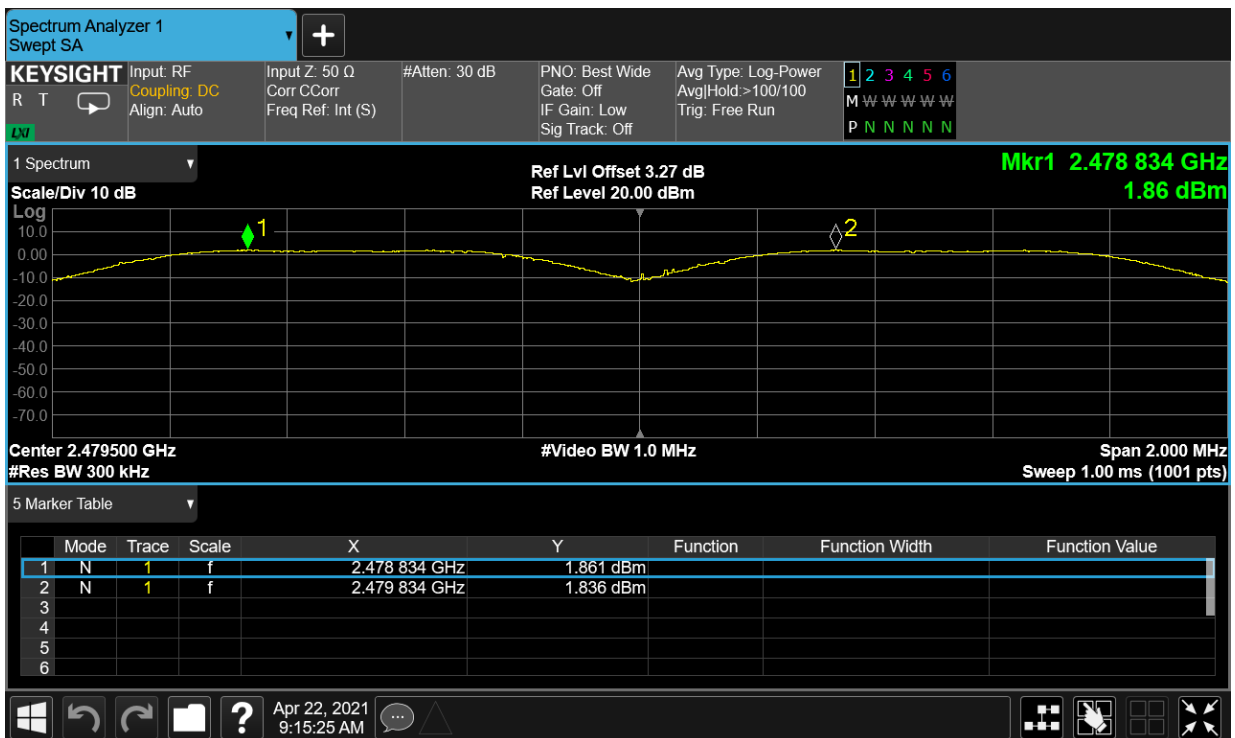 Spectrum Analyzer 1
Swept SA
+
KEYSIGHT
R T
LXI
Input: RF
Coupling: DC
Align: Auto
Input Z: 50 Ω
Corr CCorr
Freq Ref: Int (S)
#Atten: 30 dB
PNO: Best Wide
Gate: Off
IF Gain: Low
Sig Track: Off
Avg Type: Log-Power
Avg|Hold:>100/100
Trig: Free Run
1 2 3 4 5 6
M W W W W W
P N N N N N
1 Spectrum
Scale/Div 10 dB
Ref Lvl Offset 3.27 dB
Ref Level 20.00 dBm
Mkr1 2.478 834 GHz
1.86 dBm
Log
10.0
0.00
-10.0
-20.0
-30.0
-40.0
-50.0
-60.0
-70.0
1
2
Center 2.479500 GHz
#Res BW 300 kHz
#Video BW 1.0 MHz
Span 2.000 MHz
Sweep 1.00 ms (1001 pts)
5 Marker Table
Mode Trace Scale X Y Function Function Width Function Value
1 N 1 f 2.478 834 GHz 1.861 dBm
2 N 1 f 2.479 834 GHz 1.836 dBm
3
4
5
6
?
Apr 22, 2021
9:15:25 AM